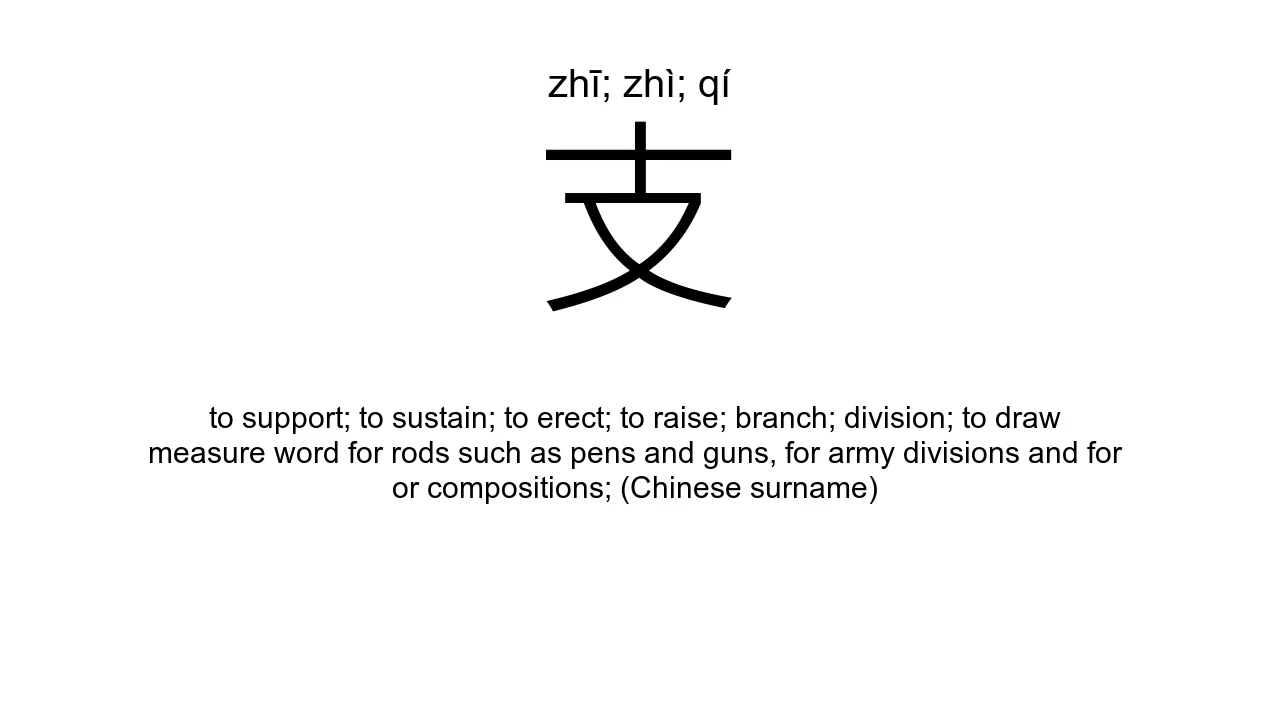 zhī; zhì; qí
支
to support; to sustain; to erect; to raise; branch; division; to draw
measure word for rods such as pens and guns, for army divisions and for
or compositions; (Chinese surname)